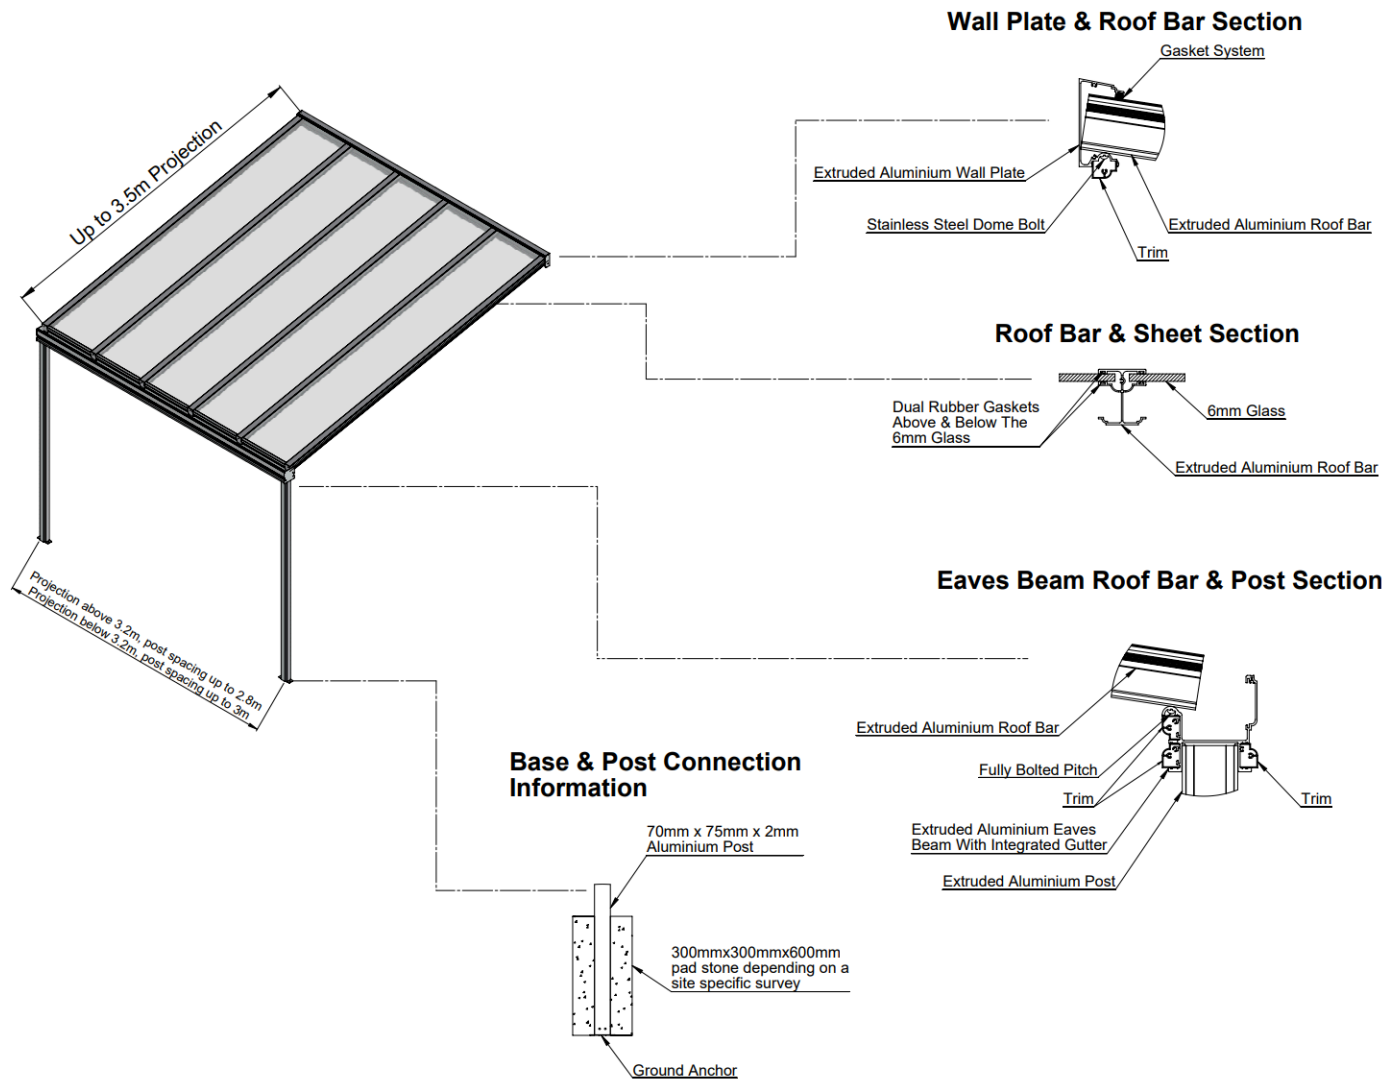 Wall Plate & Roof Bar Section
Gasket System
Up to 3.5m Projection
Extruded Aluminium Wall Plate
Stainless Steel Dome Bolt
Extruded Aluminium Roof Bar
Trim
Roof Bar & Sheet Section
Dual Rubber Gaskets
Above & Below The
6mm Glass
6mm Glass
Extruded Aluminium Roof Bar
Projection above 3.2m, post spacing up to 2.8m
Projection below 3.2m, post spacing up to 3m
Eaves Beam Roof Bar & Post Section
Extruded Aluminium Roof Bar
Fully Bolted Pitch
Trim
Trim
Extruded Aluminium Eaves
Beam With Integrated Gutter
Extruded Aluminium Post
Base & Post Connection
Information
70mm x 75mm x 2mm
Aluminium Post
300mmx300mmx600mm
pad stone depending on a
site specific survey
Ground Anchor